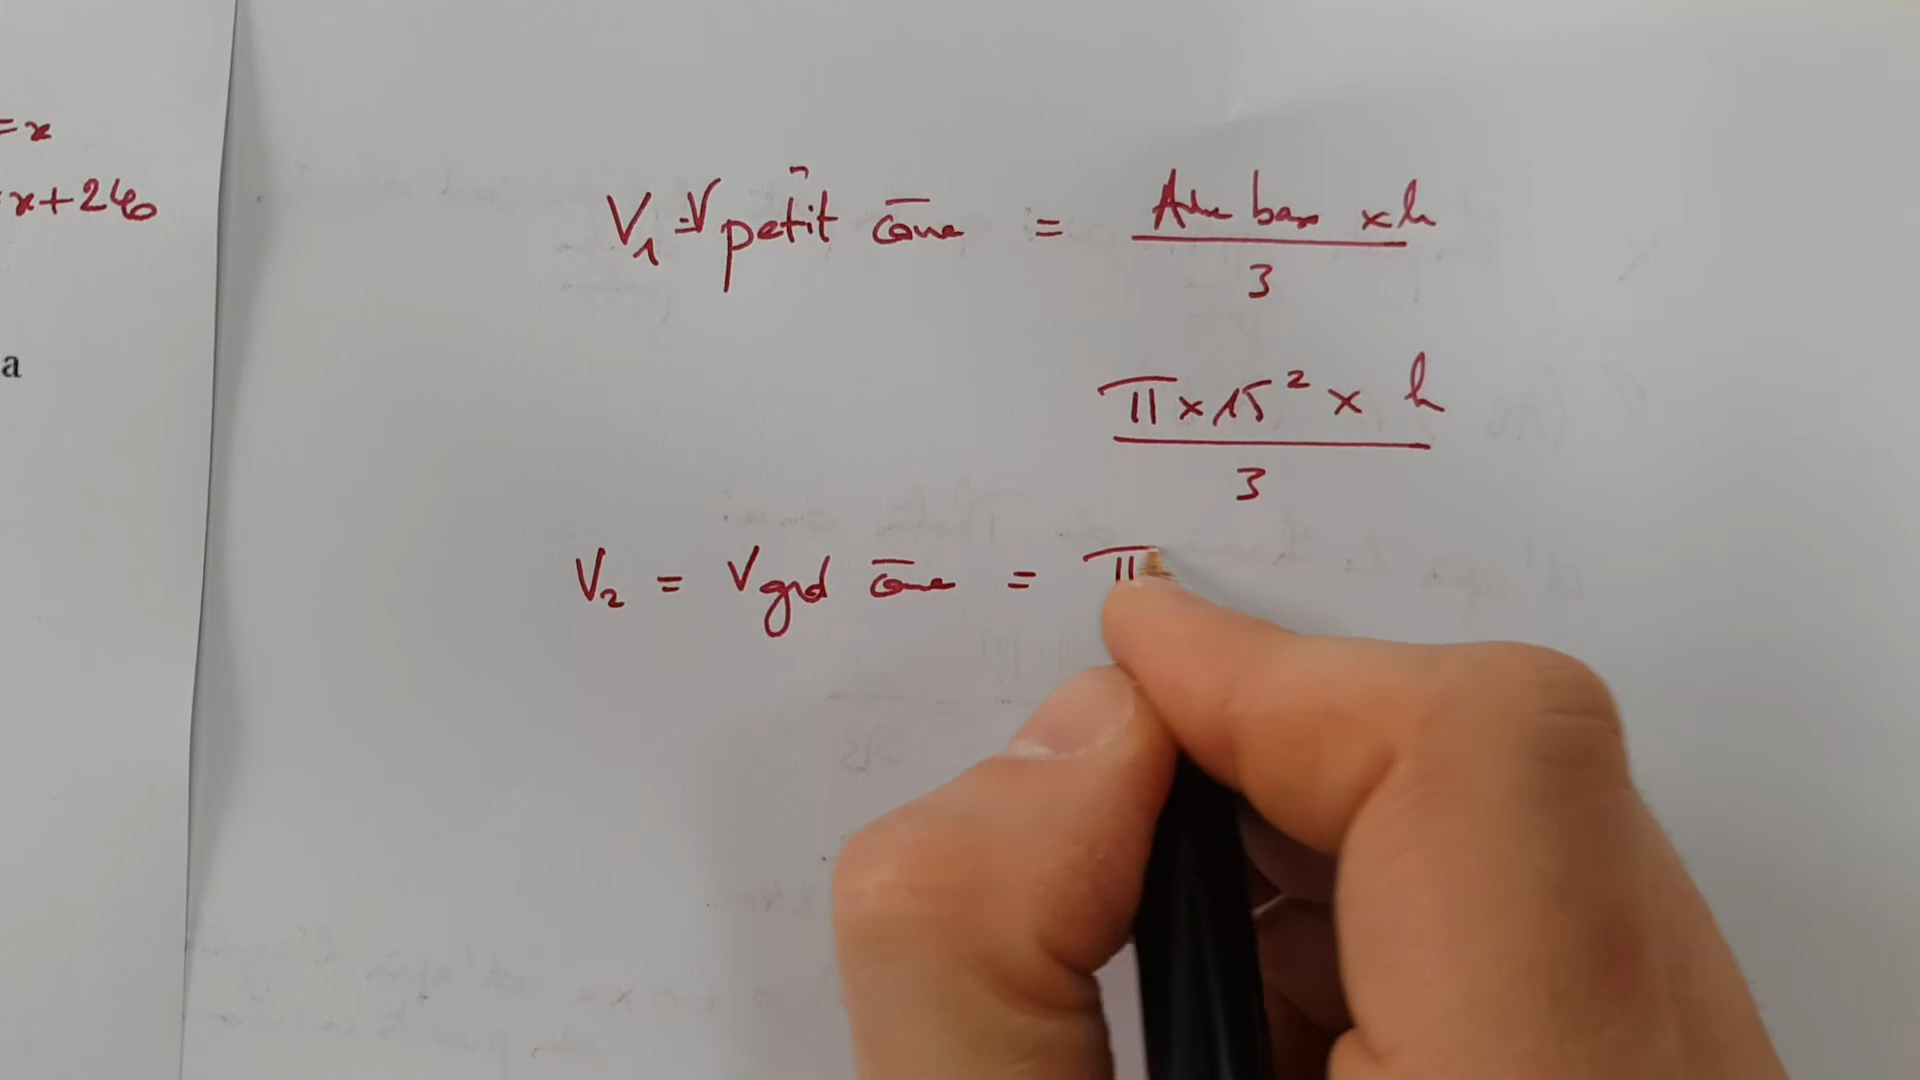 =x
=x+240
a
V₁ = V petit cône = Aire base x h
3
π x 15² x h
3
V₂ = V grd cône = π